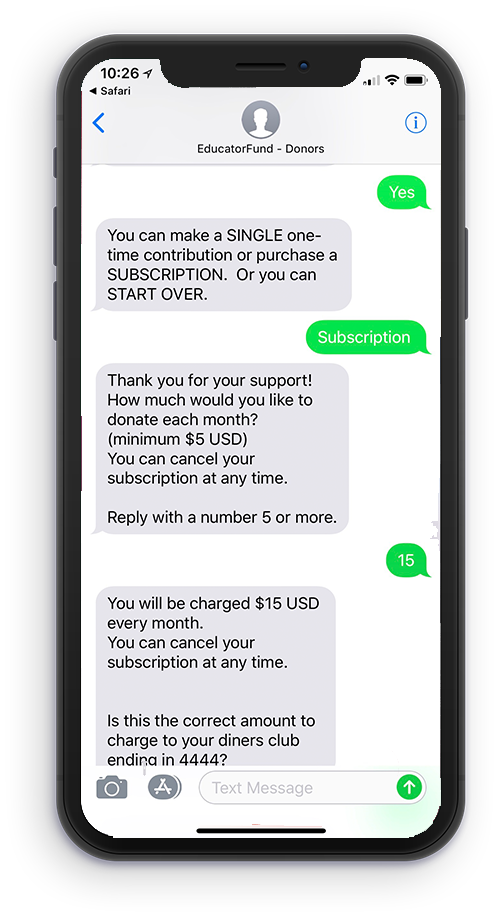 10:26
Safari
EducatorFund - Donors
Yes
You can make a SINGLE one-
time contribution or purchase a
SUBSCRIPTION.  Or you can
START OVER.
Subscription
Thank you for your support!
How much would you like to
donate each month?
(minimum $5 USD)
You can cancel your
subscription at any time.
Reply with a number 5 or more.
15
You will be charged $15 USD
every month.
You can cancel your
subscription at any time.
Is this the correct amount to
charge to your diners club
ending in 4444?
Text Message